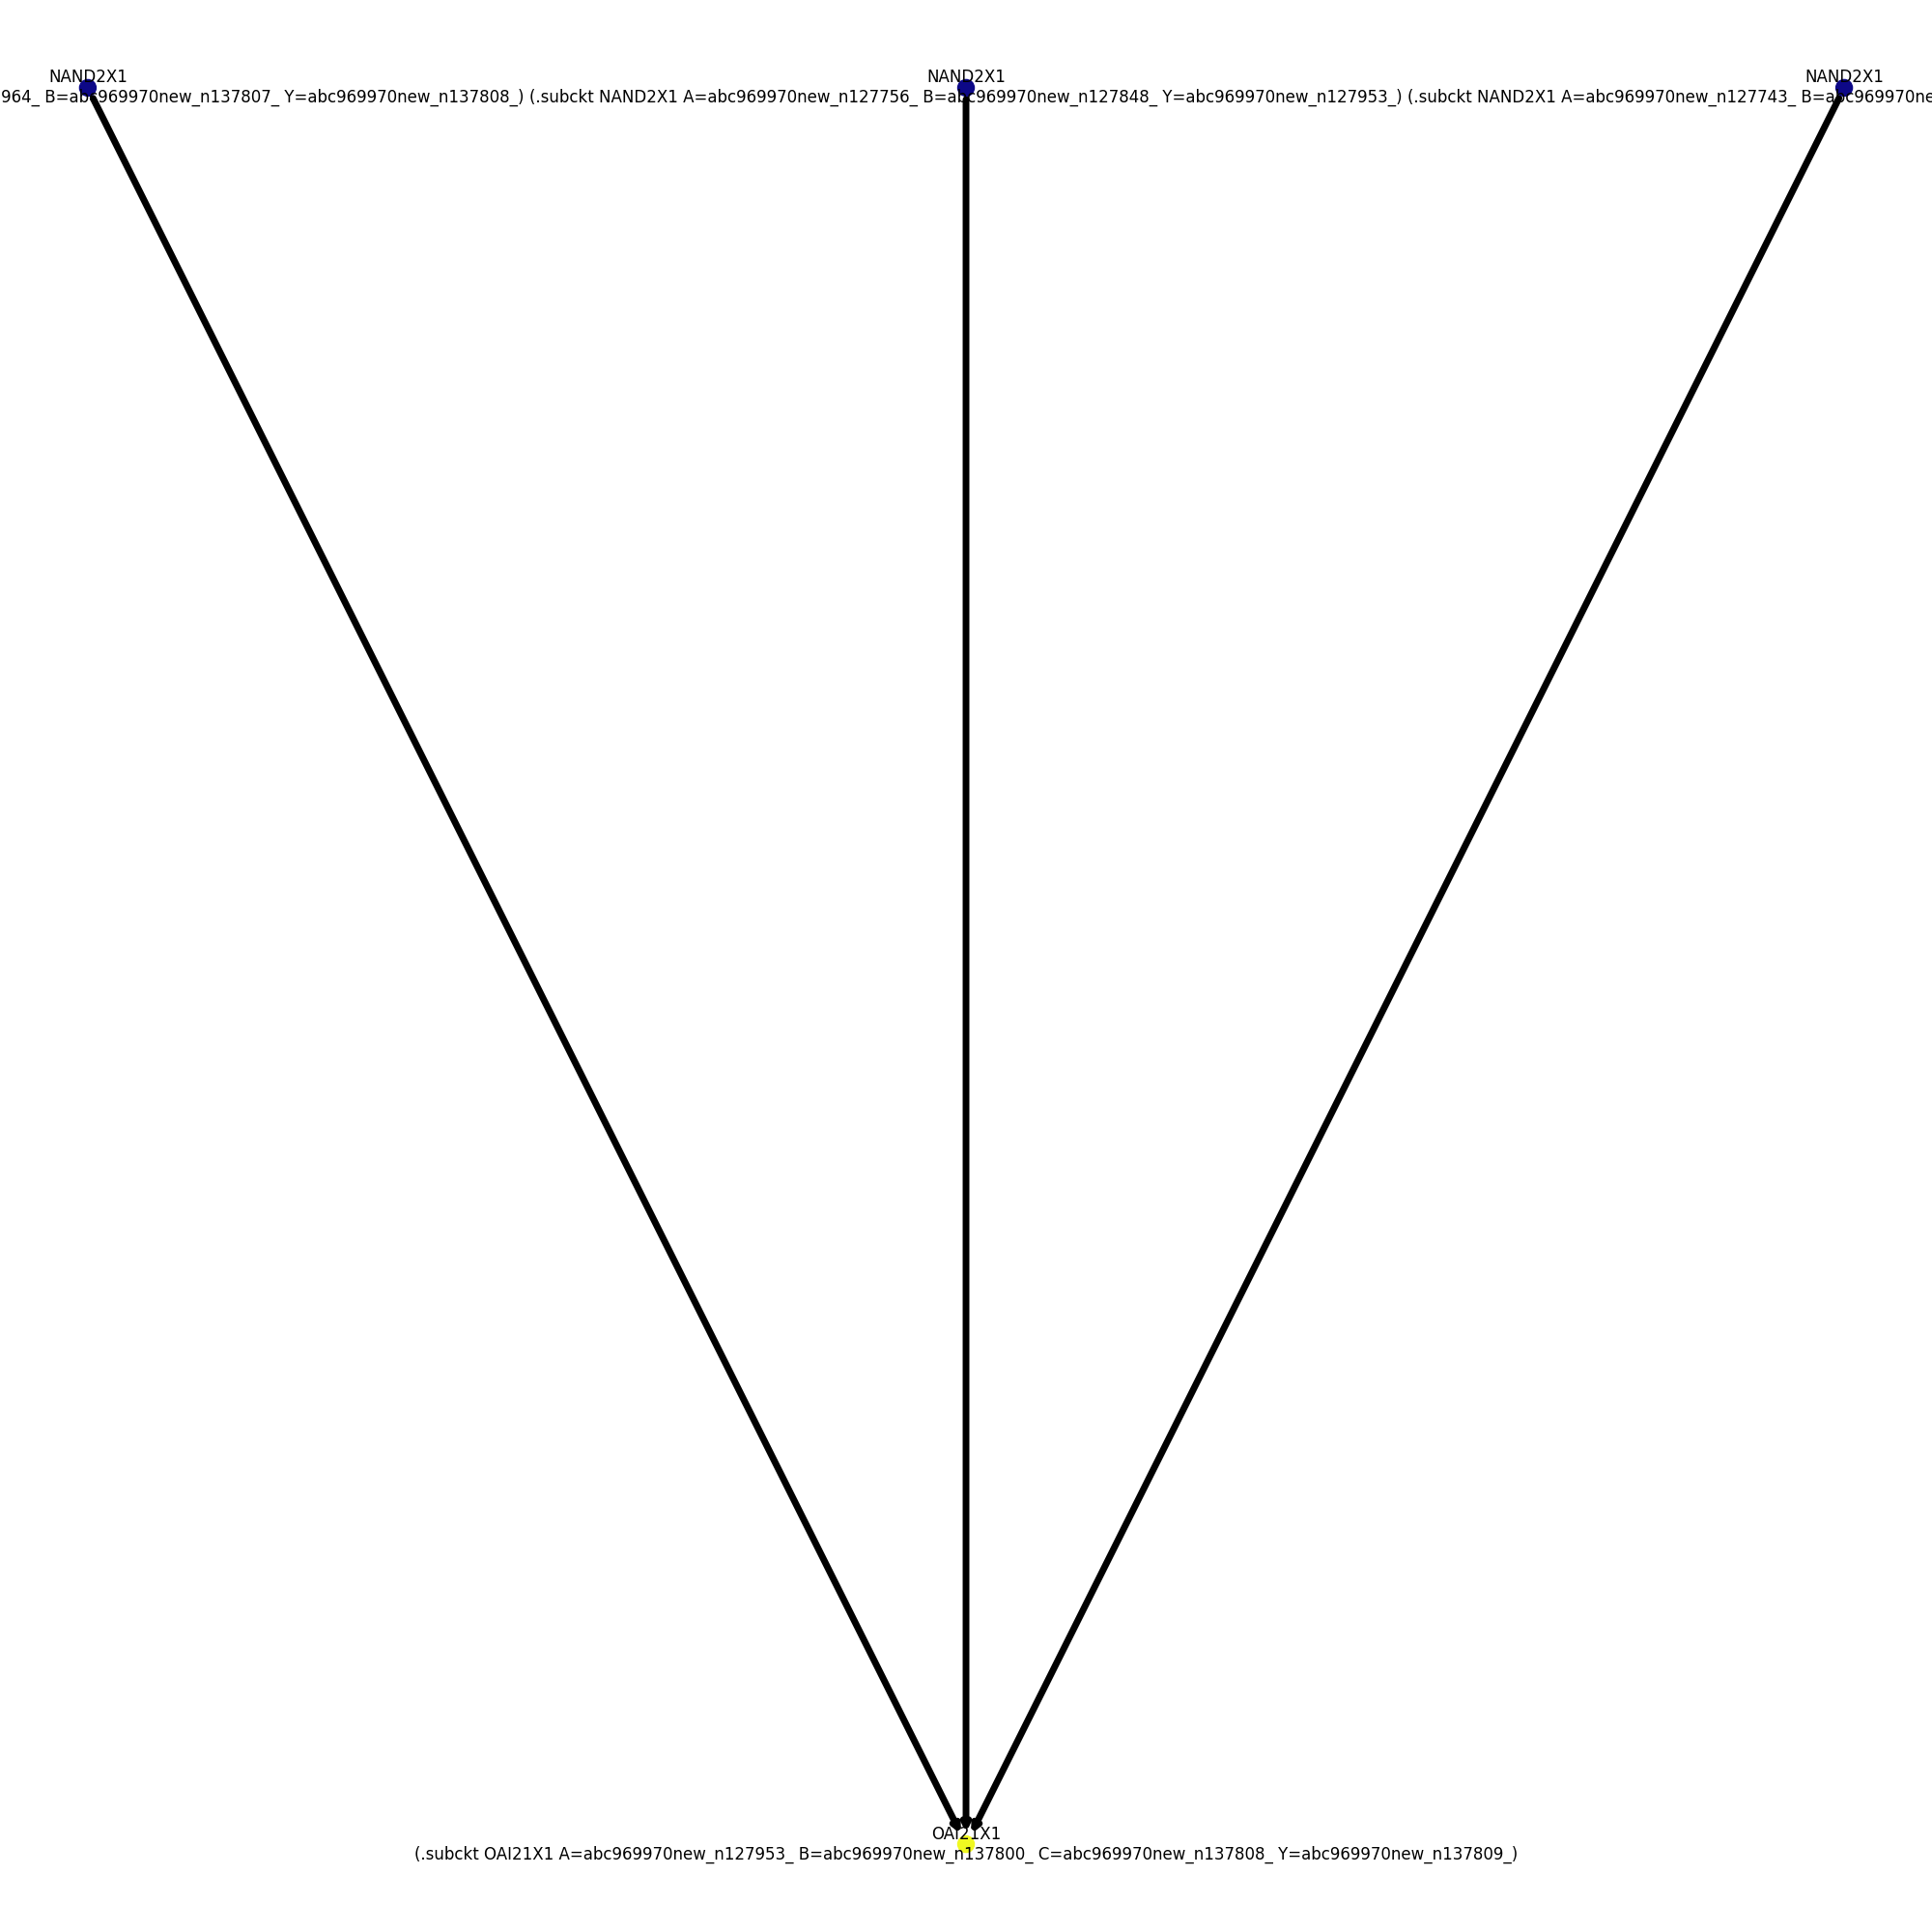 NAND2X1 NAND2X1 NAND2X1
964_ B=abc969970new_n137807_ Y=abc969970new_n137808_) (.subckt NAND2X1 A=abc969970new_n127756_ B=abc969970new_n127848_ Y=abc969970new_n127953_) (.subckt NAND2X1 A=abc969970new_n127743_ B=abc969970ne
OAI21X1
(.subckt OAI21X1 A=abc969970new_n127953_ B=abc969970new_n137800_ C=abc969970new_n137808_ Y=abc969970new_n137809_)